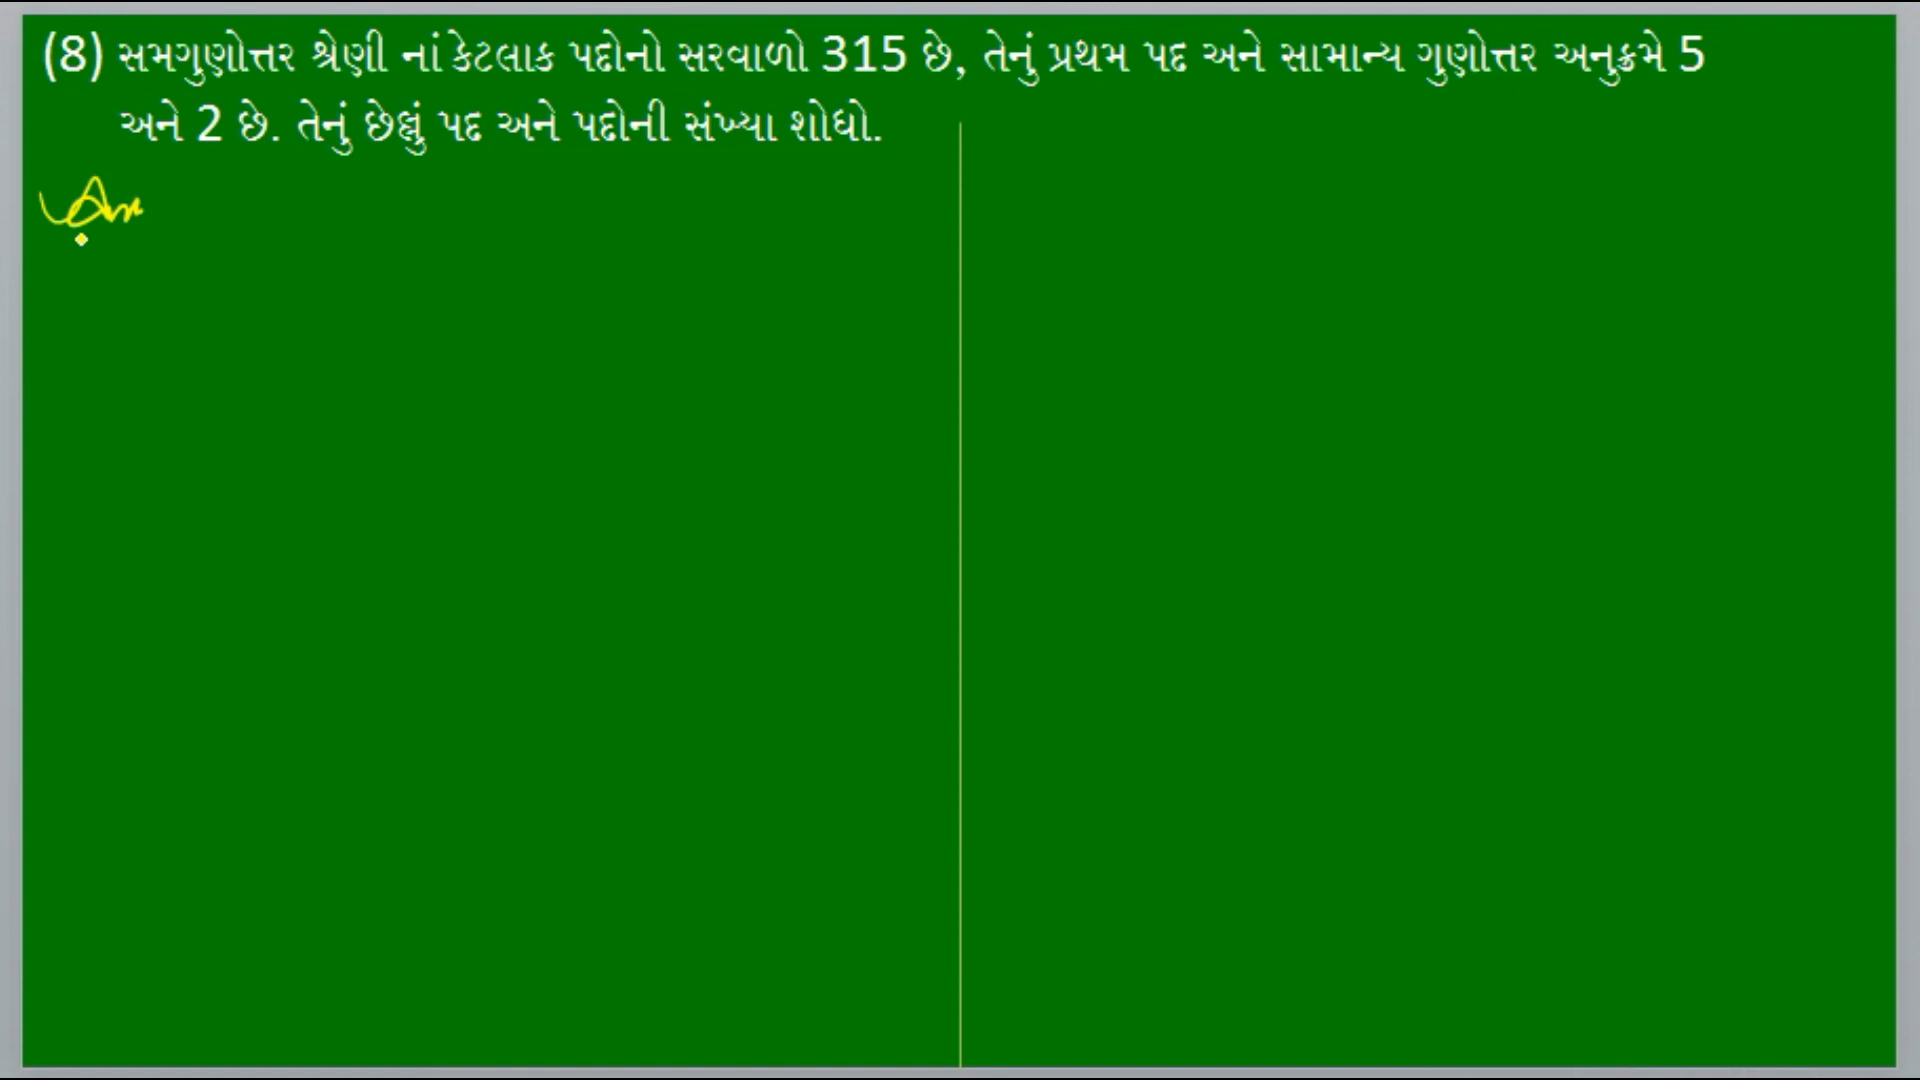 (8) સમગુણોત્તર શ્રેણી નાં કેટલાક પદોનો સરવાળો 315 છે, તેનું પ્રથમ પદ અને સામાન્ય ગુણોત્તર અનુક્રમે 5
અને 2 છે. તેનું છેલ્લું પદ અને પદોની સંખ્યા શોધો.